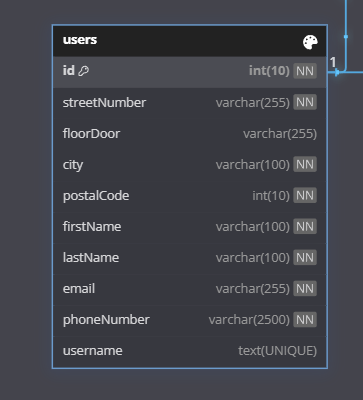 users
1
id int(10) NN
streetNumber varchar(255) NN
floorDoor varchar(255)
city varchar(100) NN
postalCode int(10) NN
firstName varchar(100) NN
lastName varchar(100) NN
email varchar(255) NN
phoneNumber varchar(2500) NN
username text(UNIQUE)